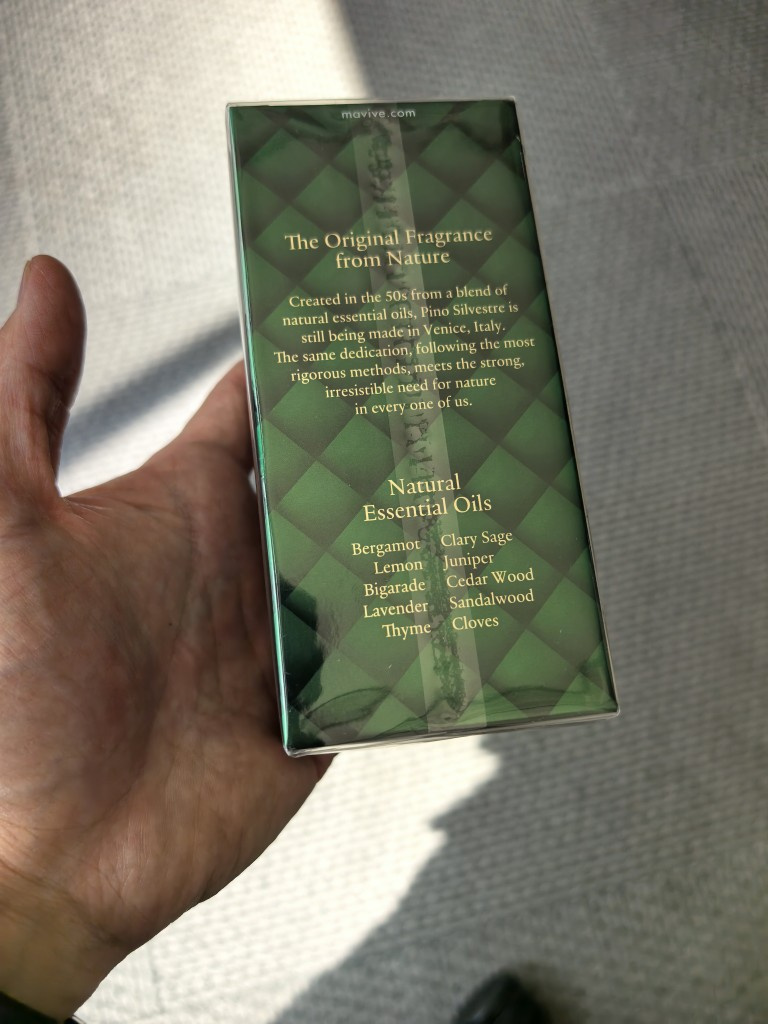 mavive.com
The Original Fragrance
from Nature
Created in the 50s from a blend of
natural essential oils, Pino Silvestre is
still being made in Venice, Italy.
The same dedication, following the most
rigorous methods, meets the strong,
irresistible need for nature
in every one of us.
Natural
Essential Oils
Bergamot Clary Sage
Lemon Juniper
Bigarade Cedar Wood
Lavender Sandalwood
Thyme Cloves